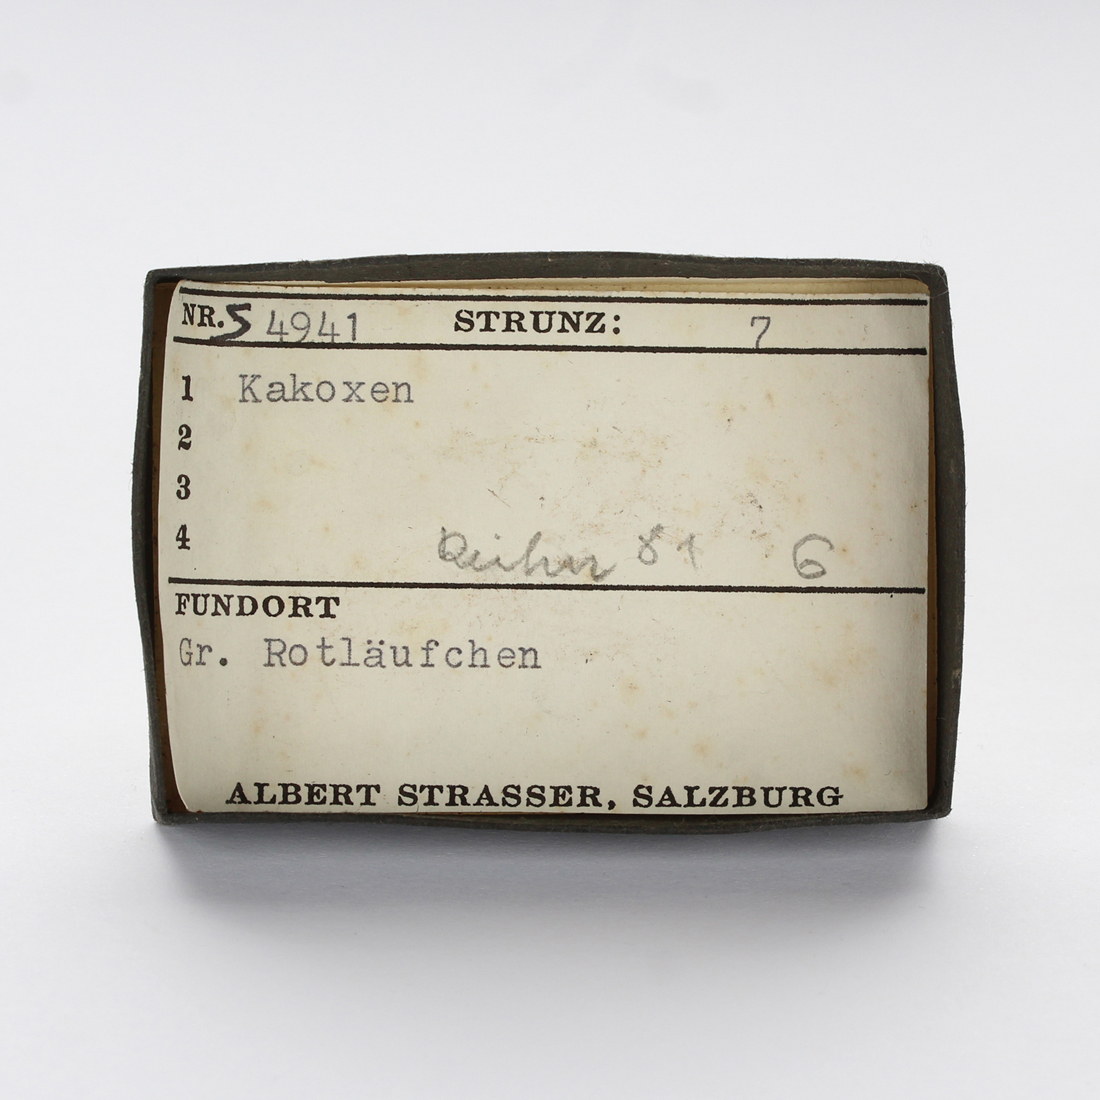 NR. S 4941 STRUNZ: 7
1 Kakoxen
2
3
4 81 6
FUNDORT
Gr. Rotläufchen
ALBERT STRASSER, SALZBURG